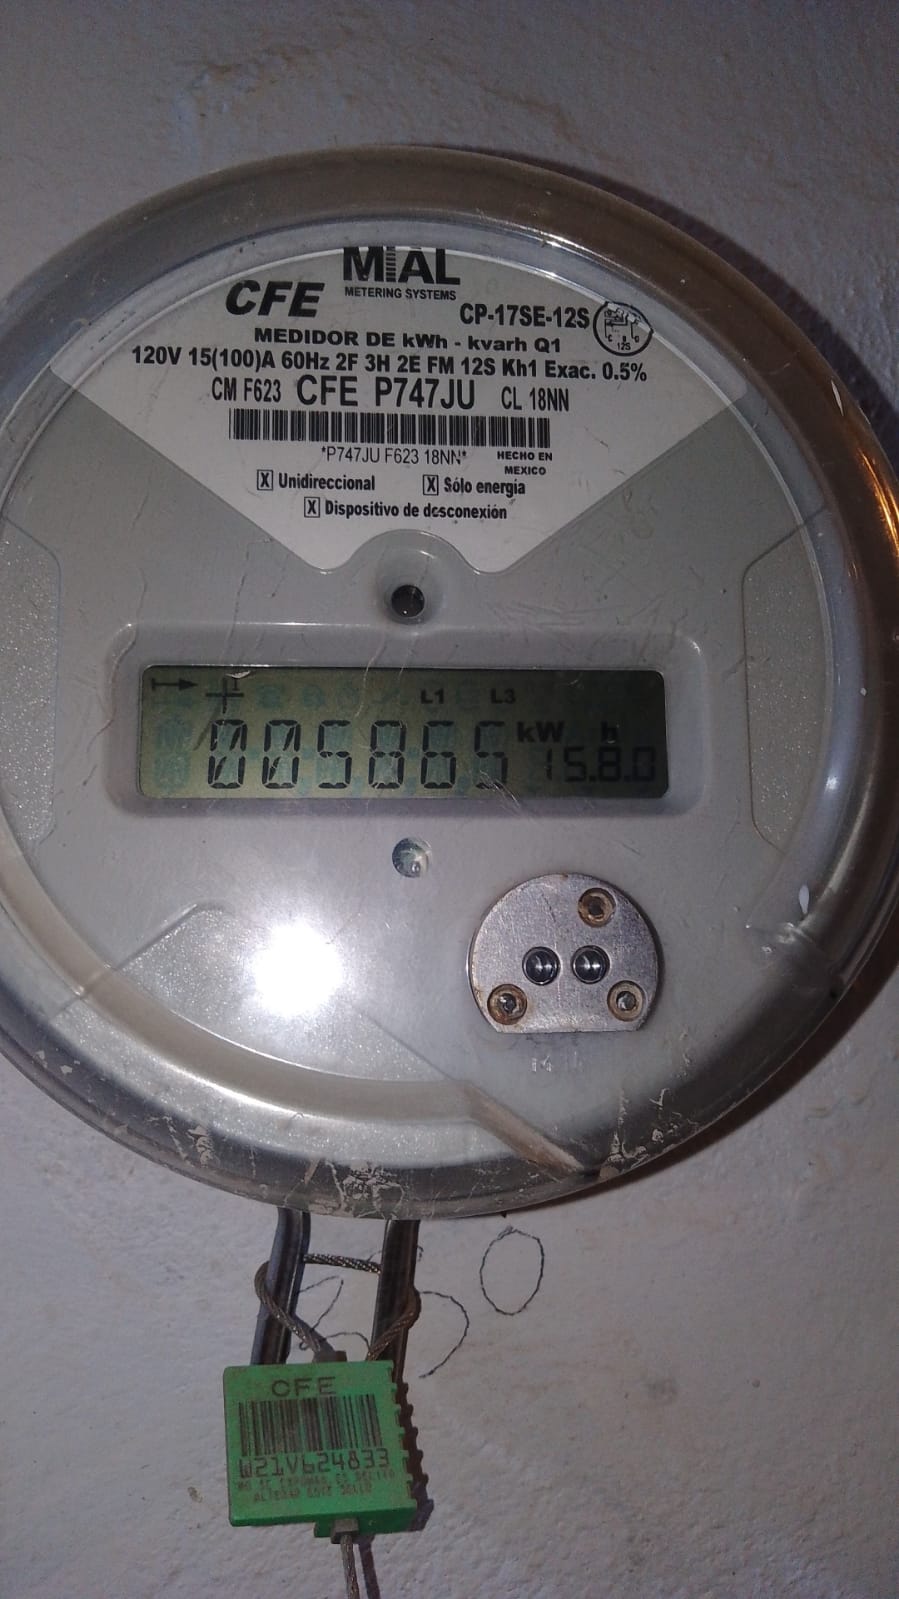 MIAL
METERING SYSTEMS
CFE
CP-17SE-12S
MEDIDOR DE kWh - kvarh Q1
120V 15(100)A 60Hz 2F 3H 2E FM 12S Kh1 Exac. 0.5%
CM F623 CFE P747JU CL 18NN
*P747JU F623 18NN*
HECHO EN
MEXICO
X Unidireccional X Sólo energía
X Dispositivo de desconexión
L1 L3
005865 kW h 15.8.0
CFE
W21V624833